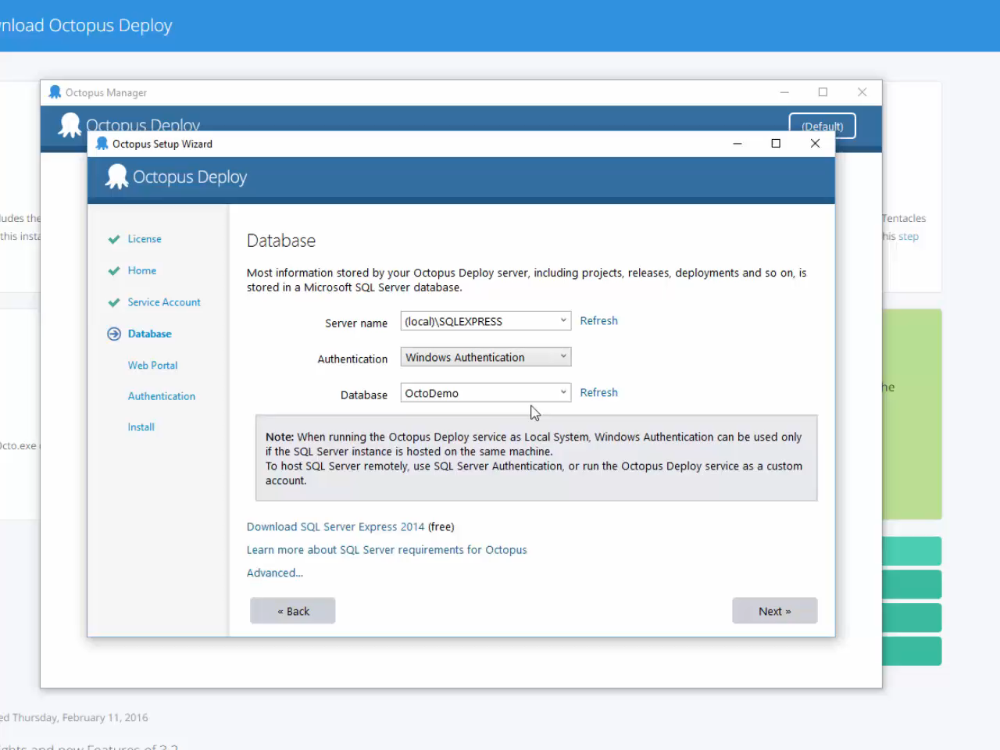 nload Octopus Deploy
Octopus Manager
Octopus Deploy
(Default)
Octopus Setup Wizard
Octopus Deploy
License
Home
Service Account
Database
Web Portal
Authentication
Install
Database
Most information stored by your Octopus Deploy server, including projects, releases, deployments and so on, is
stored in a Microsoft SQL Server database.
Server name (local)\SQLEXPRESS Refresh
Authentication Windows Authentication
Database OctoDemo Refresh
Note: When running the Octopus Deploy service as Local System, Windows Authentication can be used only
if the SQL Server instance is hosted on the same machine.
To host SQL Server remotely, use SQL Server Authentication, or run the Octopus Deploy service as a custom
account.
Download SQL Server Express 2014 (free)
Learn more about SQL Server requirements for Octopus
Advanced...
« Back
Next »
ludes the
this insta
Octo.exe
Tentacles
his step
he
ed Thursday, February 11, 2016
ghts and new Features of 3.2